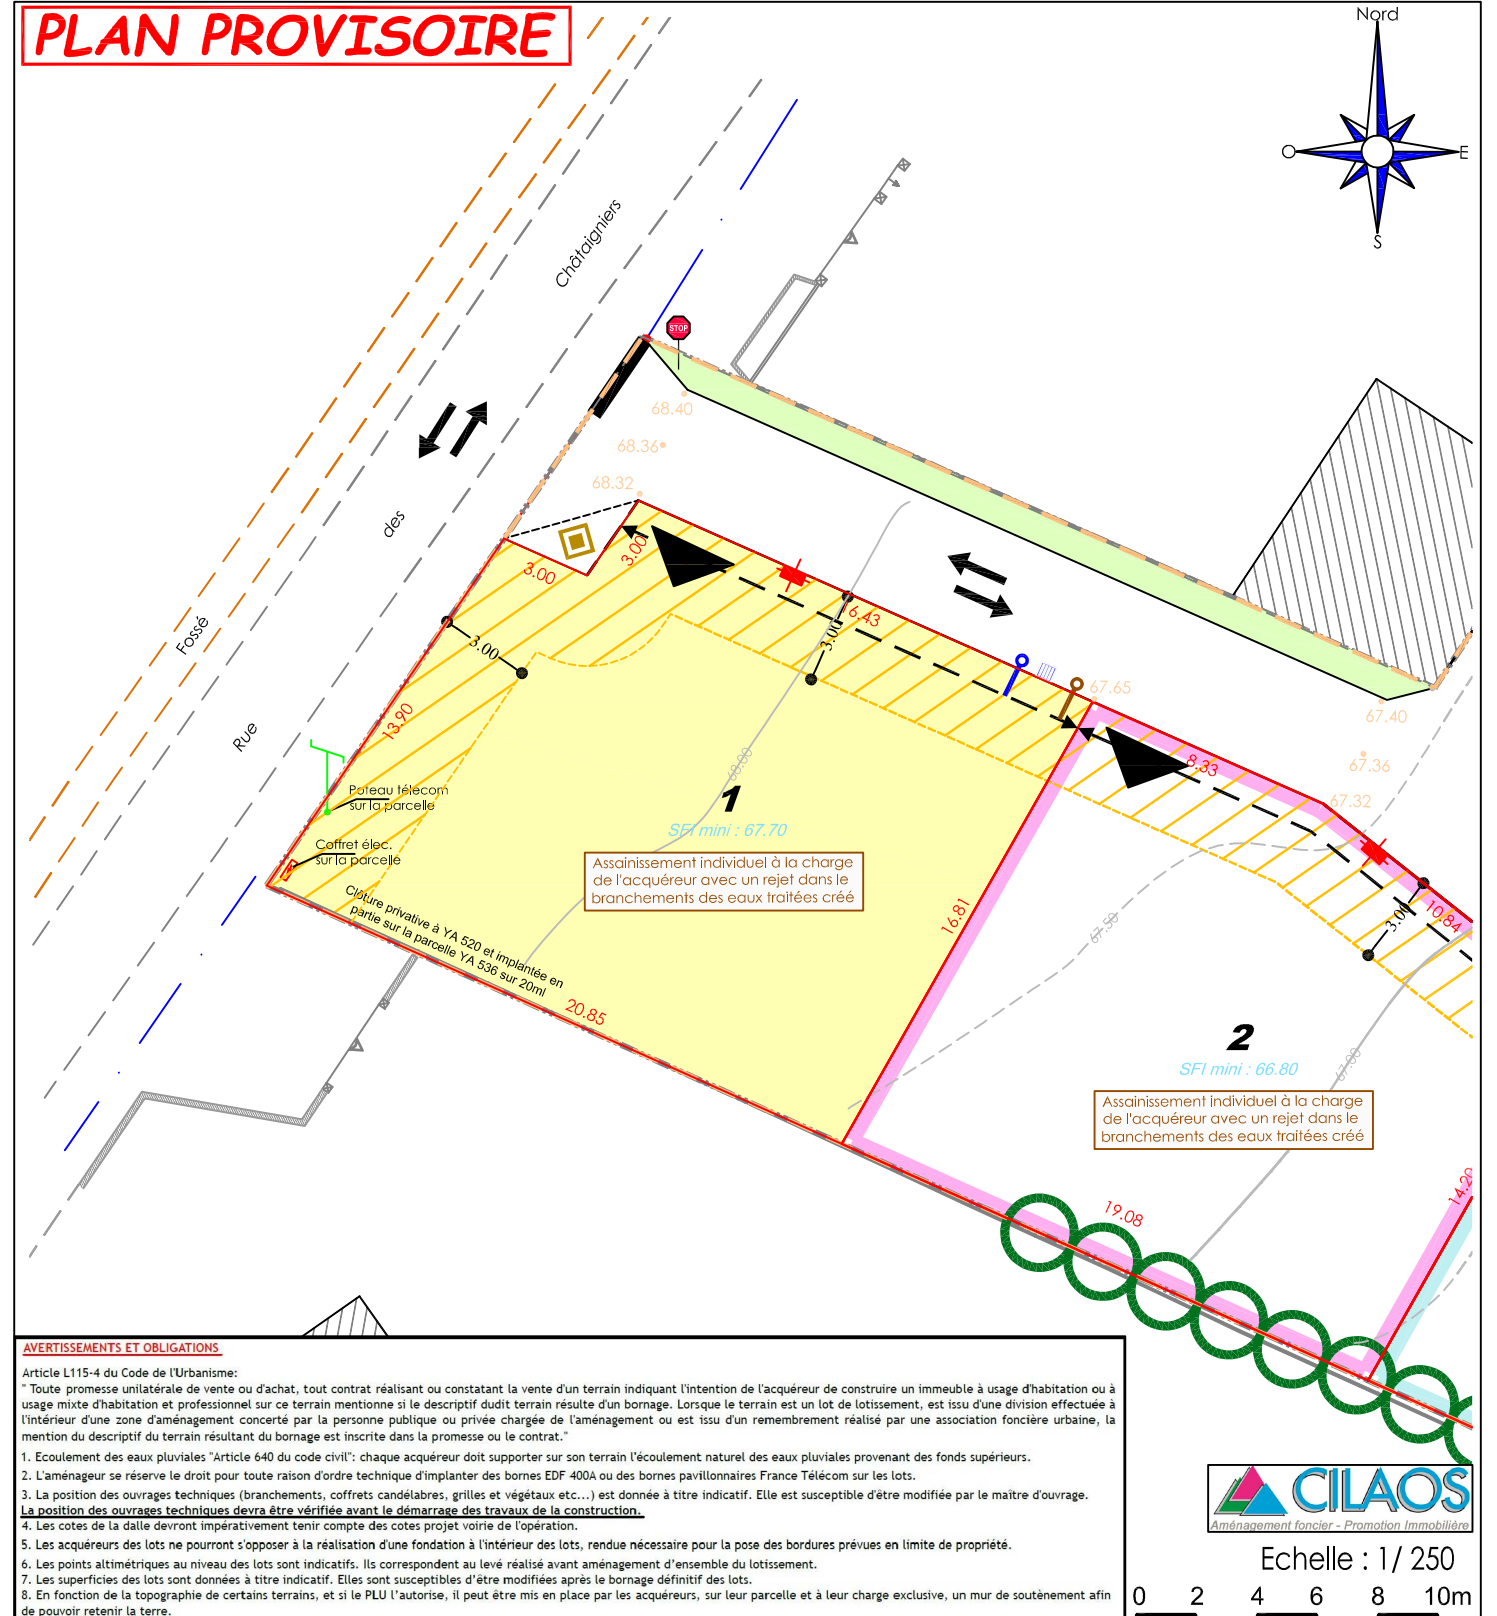 PLAN PROVISOIRE
Nord
O
E
S
Châtaigniers
des
Rue
Fossé
STOP
68.40
68.36
68.32
3.00
3.00
16.43
3.00
3.00
13.90
67.65
67.40
67.36
67.32
8.33
10.84
3.00
Poteau télecom
sur la parcelle
Coffret élec.
sur la parcelle
Clôture privative à YA 520 et implantée en
partie sur la parcelle YA 536 sur 20ml
68.00
1
SFI mini : 67.70
Assainissement individuel à la charge
de l'acquéreur avec un rejet dans le
branchements des eaux traitées créé
16.81
67.50
20.85
2
SFI mini : 66.80
67.00
Assainissement individuel à la charge
de l'acquéreur avec un rejet dans le
branchements des eaux traitées créé
14.20
19.08
AVERTISSEMENTS ET OBLIGATIONS
Article L115-4 du Code de l'Urbanisme:
" Toute promesse unilatérale de vente ou d'achat, tout contrat réalisant ou constatant la vente d'un terrain indiquant l'intention de l'acquéreur de construire un immeuble à usage d'habitation ou à
usage mixte d'habitation et professionnel sur ce terrain mentionne si le descriptif dudit terrain résulte d'un bornage. Lorsque le terrain est un lot de lotissement, est issu d'une division effectuée à
l'intérieur d'une zone d'aménagement concerté par la personne publique ou privée chargée de l'aménagement ou est issu d'un remembrement réalisé par une association foncière urbaine, la
mention du descriptif du terrain résultant du bornage est inscrite dans la promesse ou le contrat."
1. Ecoulement des eaux pluviales "Article 640 du code civil": chaque acquéreur doit supporter sur son terrain l'écoulement naturel des eaux pluviales provenant des fonds supérieurs.
2. L'aménageur se réserve le droit pour toute raison d'ordre technique d'implanter des bornes EDF 400A ou des bornes pavillonnaires France Télécom sur les lots.
3. La position des ouvrages techniques (branchements, coffrets candélabres, grilles et végétaux etc...) est donnée à titre indicatif. Elle est susceptible d'être modifiée par le maître d'ouvrage.
La position des ouvrages techniques devra être vérifiée avant le démarrage des travaux de la construction.
4. Les cotes de la dalle devront impérativement tenir compte des cotes projet voirie de l'opération.
5. Les acquéreurs des lots ne pourront s'opposer à la réalisation d'une fondation à l'intérieur des lots, rendue nécessaire pour la pose des bordures prévues en limite de propriété.
6. Les points altimétriques au niveau des lots sont indicatifs. Ils correspondent au levé réalisé avant aménagement d'ensemble du lotissement.
7. Les superficies des lots sont données à titre indicatif. Elles sont susceptibles d'être modifiées après le bornage définitif des lots.
8. En fonction de la topographie de certains terrains, et si le PLU l'autorise, il peut être mis en place par les acquéreurs, sur leur parcelle et à leur charge exclusive, un mur de soutènement afin
de pouvoir retenir la terre.
CILAOS
Aménagement foncier - Promotion Immobilière
Echelle : 1/ 250
0 2 4 6 8 10m